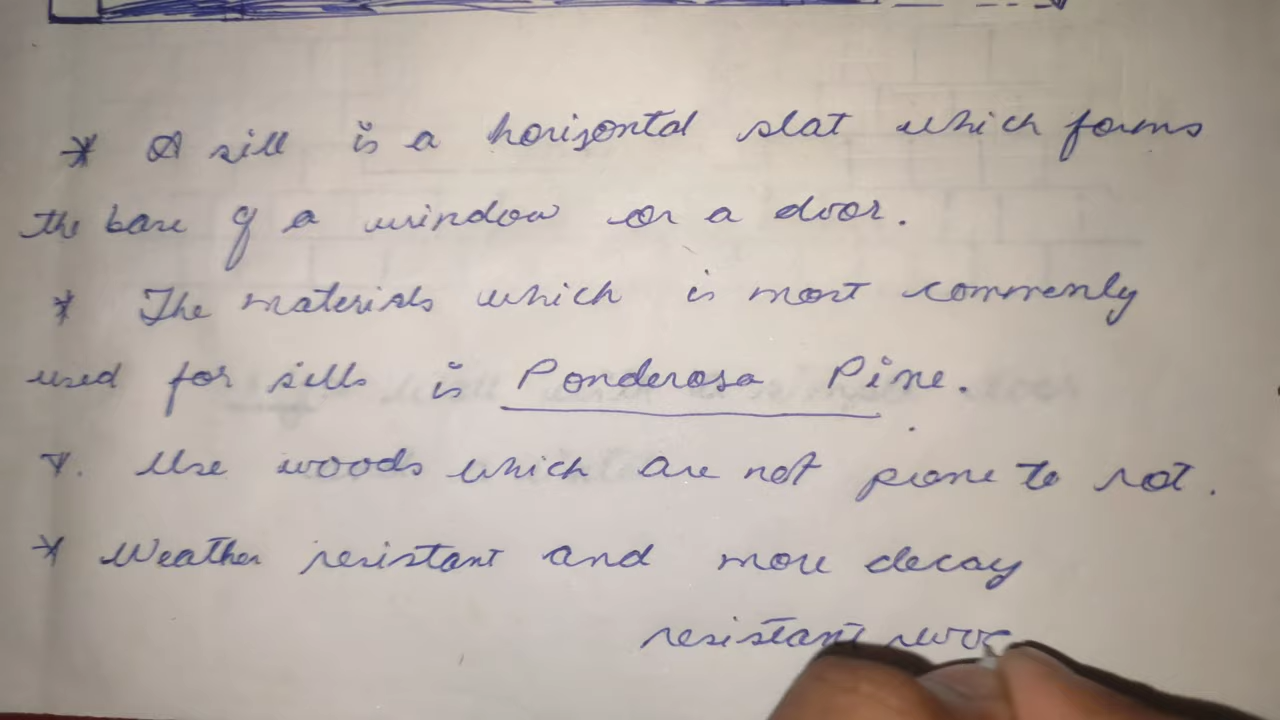 * A sill is a horizontal slat which forms
the base of a window or a door.
* The materials which is most commonly
used for sills is Ponderosa Pine.
*. Use woods which are not prone to rot.
* Weather resistant and more decay
resistant woo